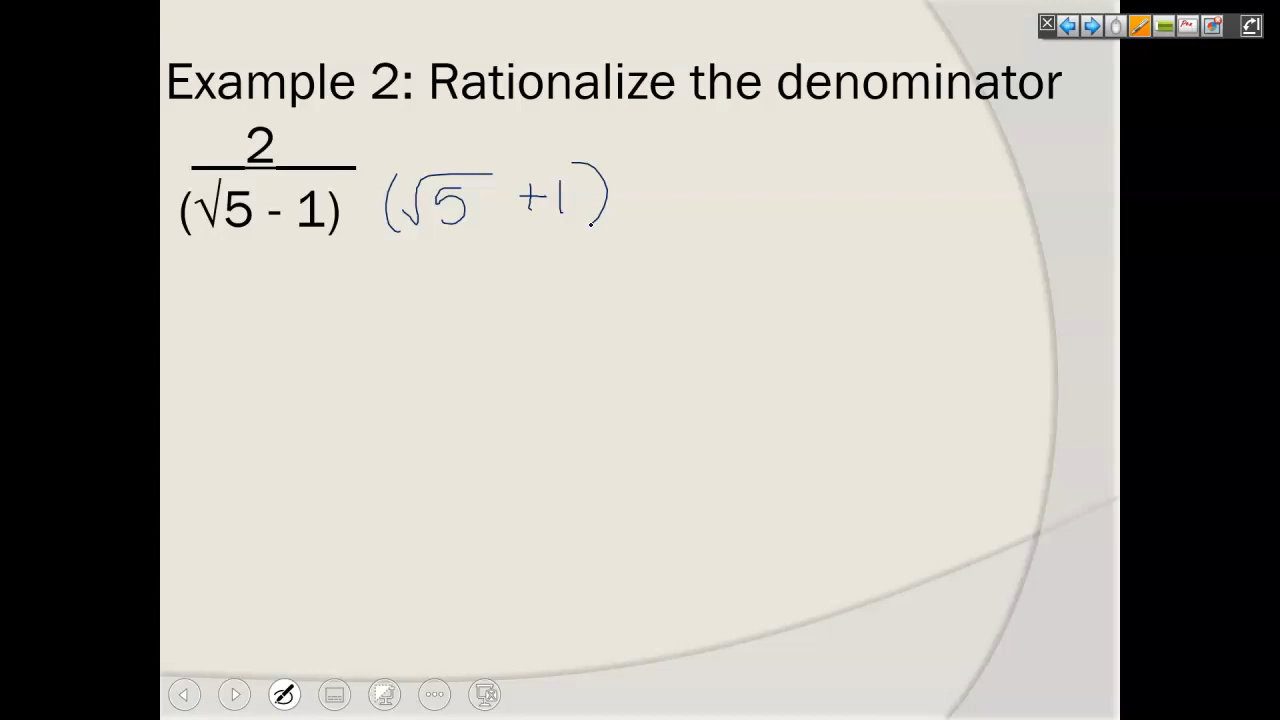 Example 2: Rationalize the denominator
2
(√5 - 1) (√5 +1)